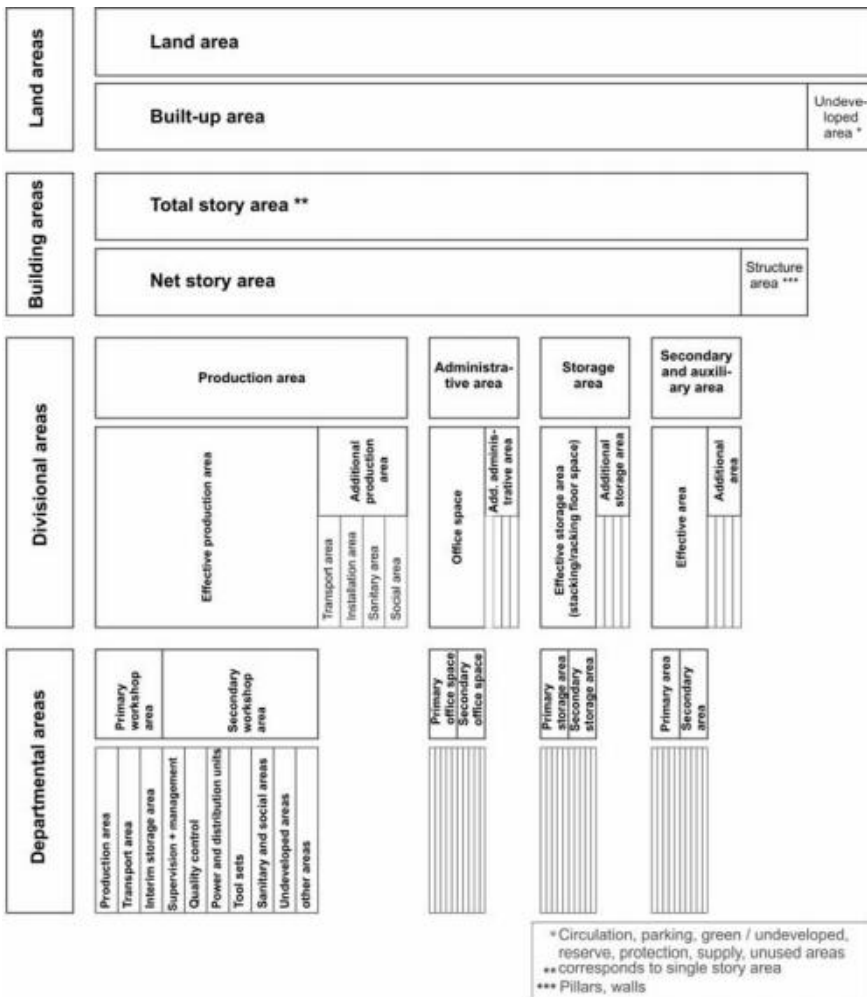 Land areas
Land area
Built-up area
Undeve-
loped
area *
Building areas
Total story area **
Net story area
Structure
area ***
Divisional areas
Production area
Administra-
tive area
Storage
area
Secondary
and auxili-
ary area
Effective production area
Additional
production
area
Transport area
Installation area
Sanitary area
Social area
Office space
Add. adminis-
trative area
Effective storage area
(stacking/racking floor space)
Additional
storage area
Effective area
Additional
area
Departmental areas
Primary
workshop
area
Secondary
workshop
area
Primary
office space
Secondary
office space
Primary
storage area
Secondary
storage area
Primary area
Secondary
area
Production area
Transport area
Interim storage area
Supervision + management
Quality control
Power and distribution units
Tool sets
Sanitary and social areas
Undeveloped areas
other areas
* Circulation, parking, green / undeveloped,
reserve, protection, supply, unused areas
** corresponds to single story area
*** Pillars, walls